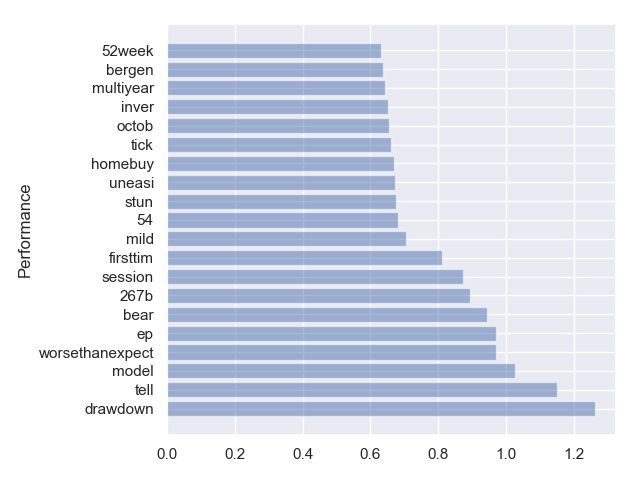 Performance
52week
bergen
multiyear
inver
octob
tick
homebuy
uneasi
stun
54
mild
firsttim
session
267b
bear
ep
worsethanexpect
model
tell
drawdown
0.0 0.2 0.4 0.6 0.8 1.0 1.2